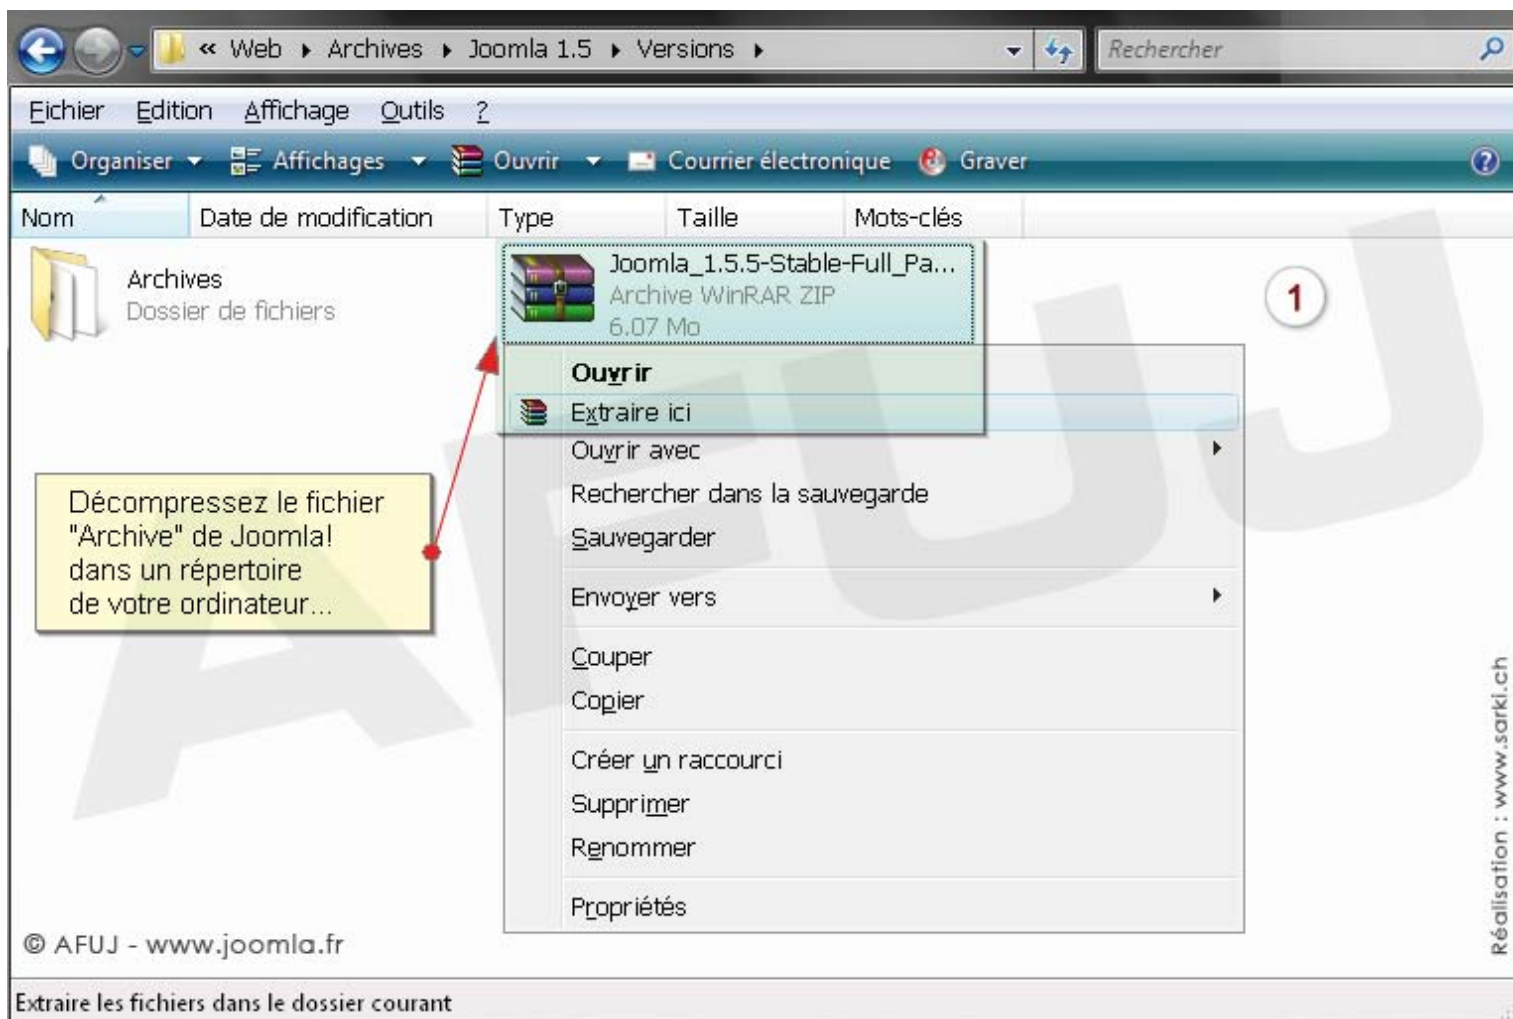 « Web ▸ Archives ▸ Joomla 1.5 ▸ Versions ▸
Rechercher
Fichier Edition Affichage Outils ?
Organiser Affichages Ouvrir Courrier électronique Graver ?
Nom Date de modification Type Taille Mots-clés
Archives
Dossier de fichiers
Joomla_1.5.5-Stable-Full_Pa...
Archive WinRAR ZIP
6.07 Mo
1
Ouvrir
Extraire ici
Ouvrir avec
Rechercher dans la sauvegarde
Sauvegarder
Envoyer vers
Couper
Copier
Créer un raccourci
Supprimer
Renommer
Propriétés
Décompressez le fichier
"Archive" de Joomla!
dans un répertoire
de votre ordinateur...
AFUJ
Réalisation : www.sarki.ch
© AFUJ - www.joomla.fr
Extraire les fichiers dans le dossier courant